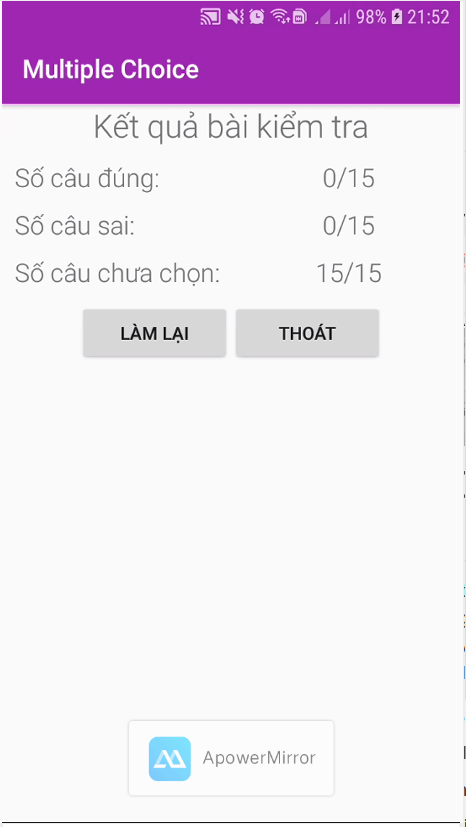 98% 21:52
Multiple Choice
Kết quả bài kiểm tra
Số câu đúng: 0/15
Số câu sai: 0/15
Số câu chưa chọn: 15/15
LÀM LẠI THOÁT
ApowerMirror